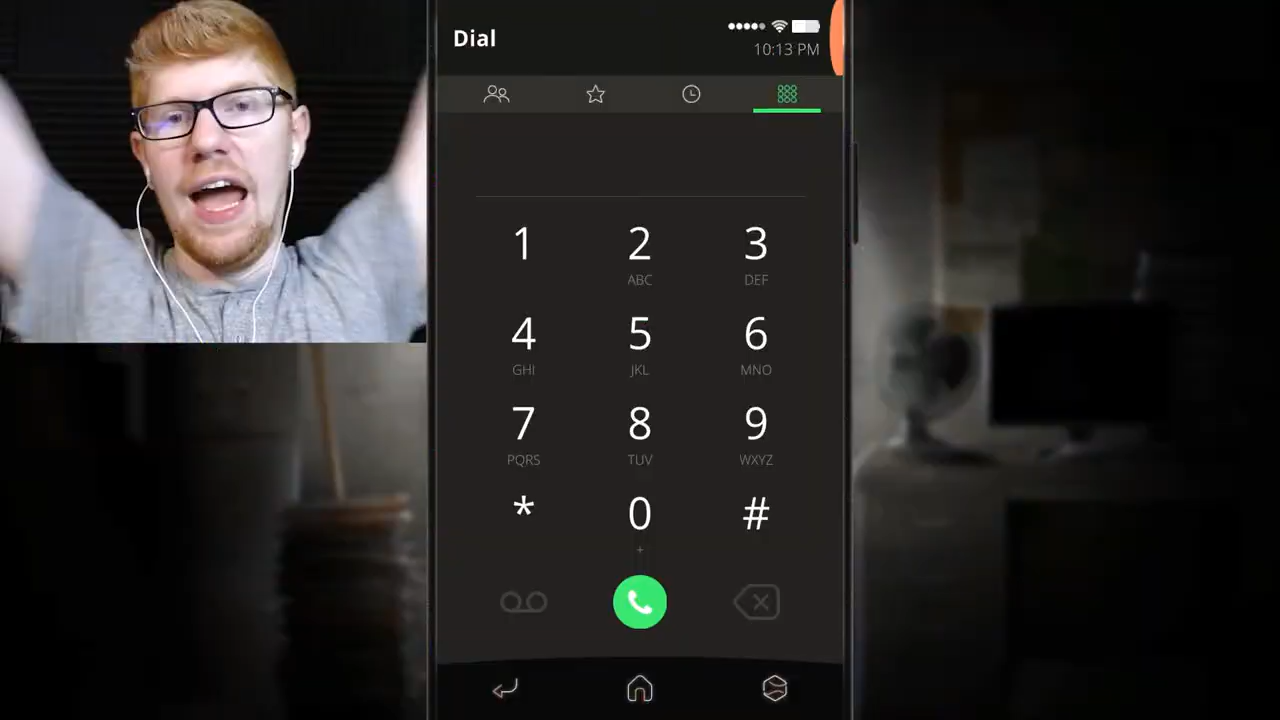 Dial
10:13 PM
1 2 3
ABC DEF
4 5 6
GHI JKL MNO
7 8 9
PQRS TUV WXYZ
* 0 #
+